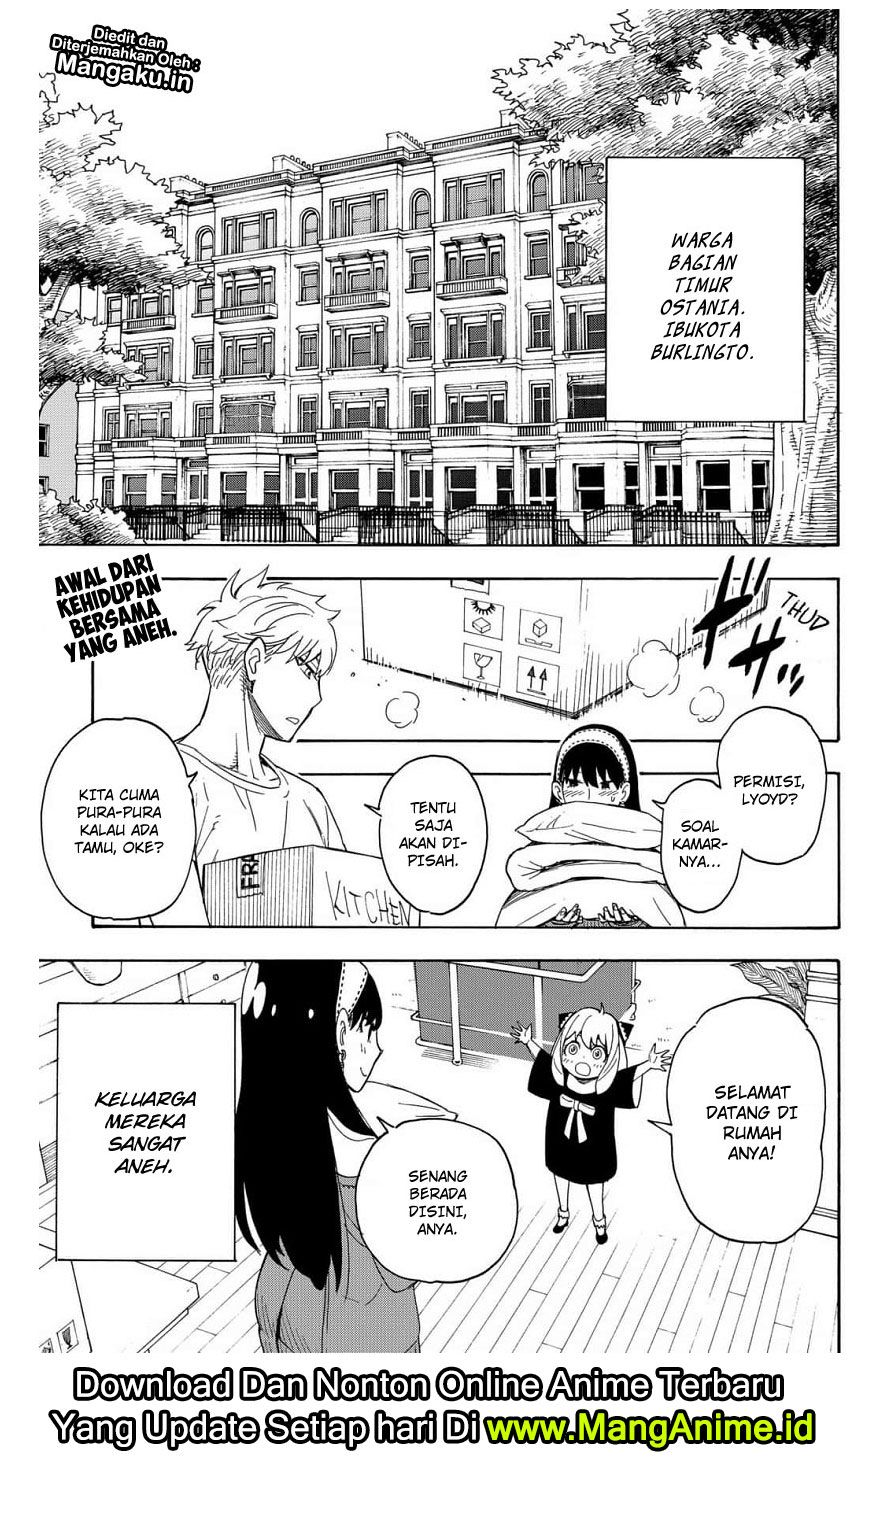 Diedit dan
Diterjemahkan Oleh :
Mangaku.in
WARGA
BAGIAN
TIMUR
OSTANIA.
IBUKOTA
BURLINGTO.
AWAL DARI
KEHIDUPAN
BERSAMA
YANG ANEH.
THUD
PERMISI,
LYOYD?
SOAL
KAMAR-
NYA...
TENTU
SAJA
AKAN DI-
PISAH.
KITA CUMA
PURA-PURA
KALAU ADA
TAMU, OKE?
FRA
KITCHEN
SELAMAT
DATANG DI
RUMAH
ANYA!
SENANG
BERADA
DISINI,
ANYA.
KELUARGA
MEREKA
SANGAT
ANEH.
Download Dan Nonton Online Anime Terbaru
Yang Update Setiap hari Di www.MangAnime.id